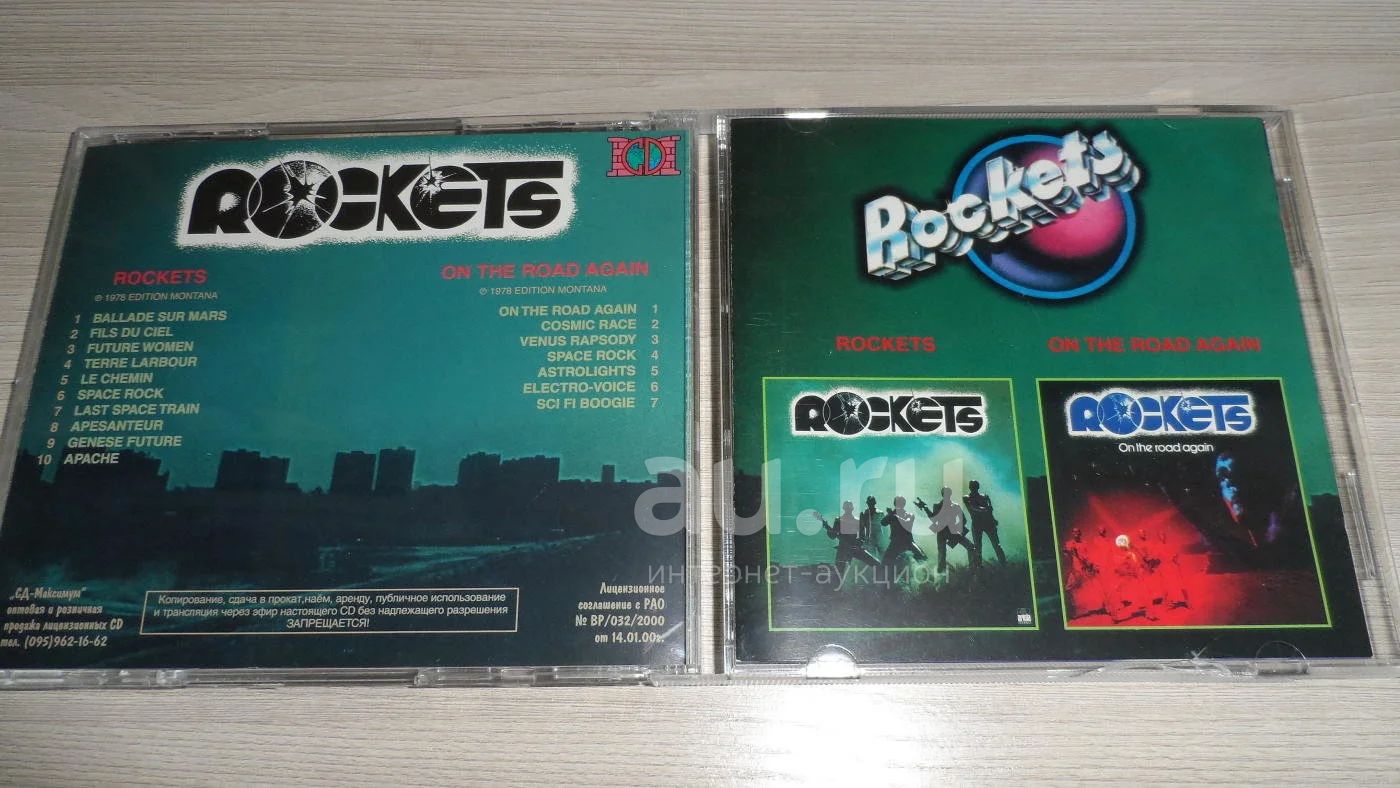 ROCKETS
CD
ROCKETS
℗ 1978 EDITION MONTANA
1 BALLADE SUR MARS
2 FILS DU CIEL
3 FUTURE WOMEN
4 TERRE LARBOUR
5 LE CHEMIN
6 SPACE ROCK
7 LAST SPACE TRAIN
8 APESANTEUR
9 GENESE FUTURE
10 APACHE
ON THE ROAD AGAIN
℗ 1978 EDITION MONTANA
ON THE ROAD AGAIN 1
COSMIC RACE 2
VENUS RAPSODY 3
SPACE ROCK 4
ASTROLIGHTS 5
ELECTRO-VOICE 6
SCI FI BOOGIE 7
„СД-Максимум"
оптовая и розничная
продажа лицензионных CD
тел. (095)962-16-62
Копирование, сдача в прокат,наём, аренду, публичное использование
и трансляция через эфир настоящего CD без надлежащего разрешения
ЗАПРЕЩАЕТСЯ!
Лицензионное
соглашение с РАО
№ ВР/032/2000
от 14.01.00г.
Rockets
ROCKETS
ON THE ROAD AGAIN
ROCKETS
ROCKETS
On the road again
au.ru
интернет-аукцион